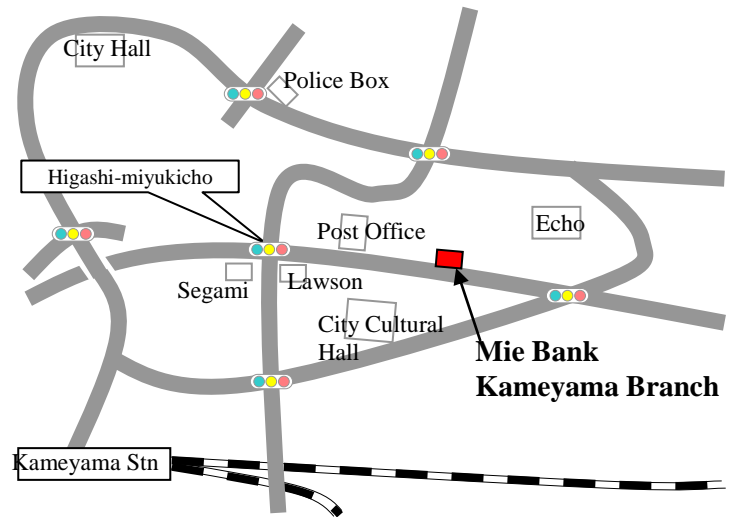 City Hall
Police Box
Higashi-miyukicho
Post Office
Echo
Segami
Lawson
City Cultural
Hall
Mie Bank
Kameyama Branch
Kameyama Stn